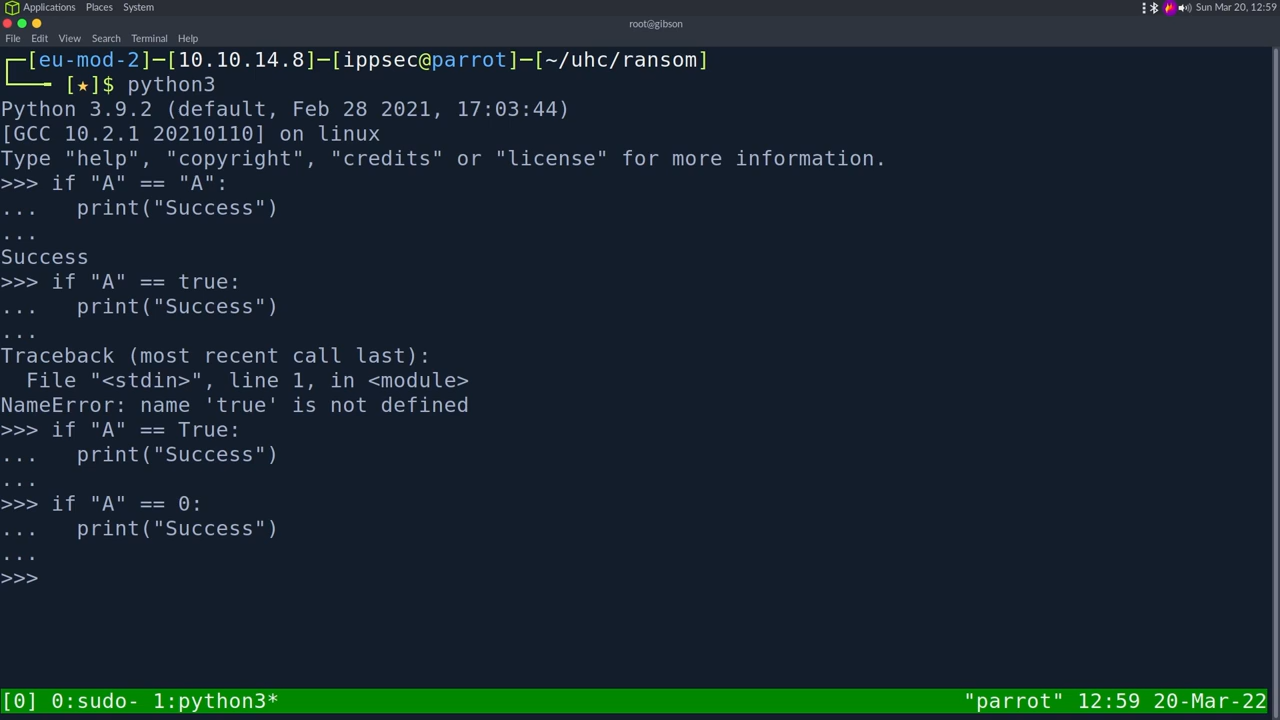 Applications Places System Sun Mar 20, 12:59
root@gibson
File Edit View Search Terminal Help
┌─[eu-mod-2]─[10.10.14.8]─[ippsec@parrot]─[~/uhc/ransom]
└──╼ [★]$ python3
Python 3.9.2 (default, Feb 28 2021, 17:03:44)
[GCC 10.2.1 20210110] on linux
Type "help", "copyright", "credits" or "license" for more information.
>>> if "A" == "A":
...   print("Success")
...
Success
>>> if "A" == true:
...   print("Success")
...
Traceback (most recent call last):
  File "<stdin>", line 1, in <module>
NameError: name 'true' is not defined
>>> if "A" == True:
...   print("Success")
...
>>> if "A" == 0:
...   print("Success")
...
>>>
[0] 0:sudo- 1:python3* "parrot" 12:59 20-Mar-22